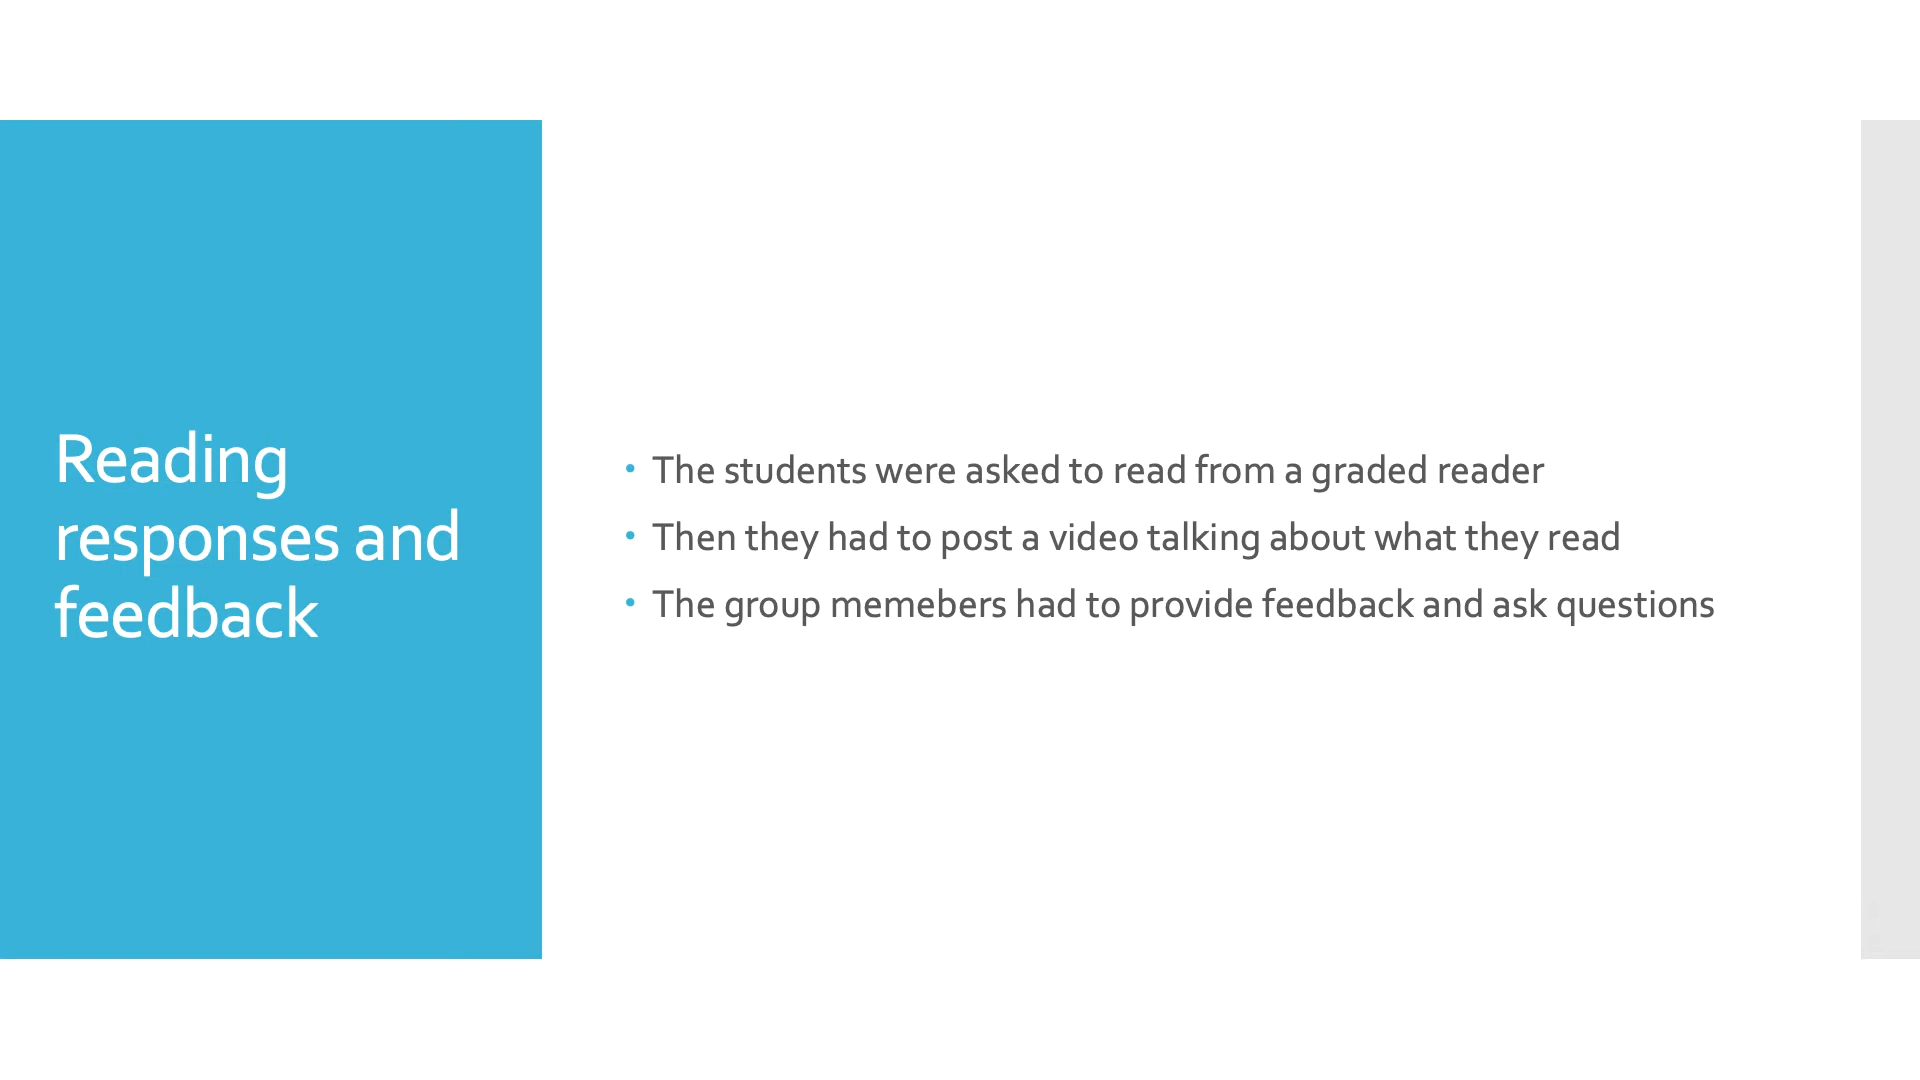 Reading
responses and
feedback
• The students were asked to read from a graded reader
• Then they had to post a video talking about what they read
• The group memebers had to provide feedback and ask questions